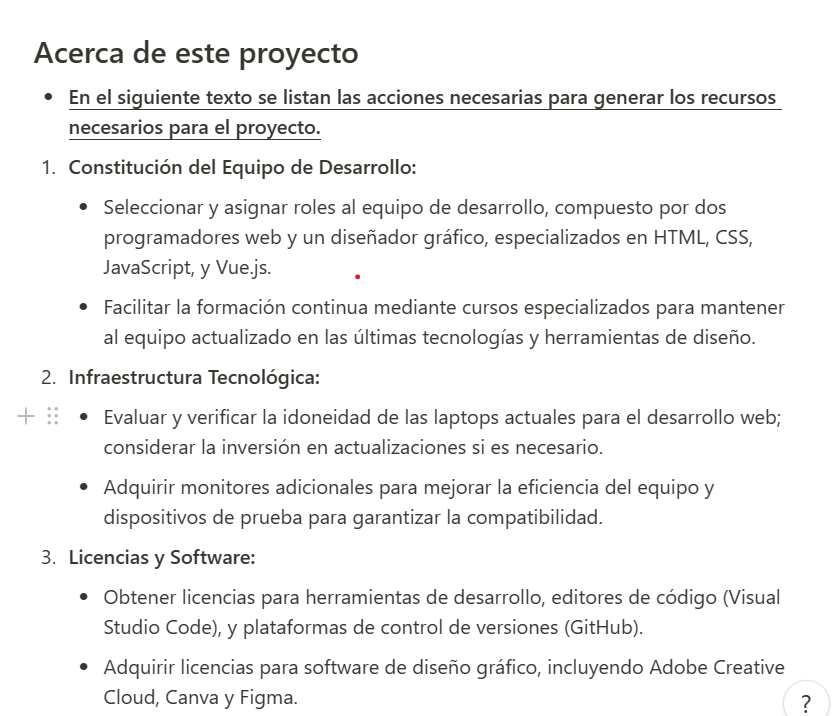 Acerca de este proyecto
• En el siguiente texto se listan las acciones necesarias para generar los recursos
necesarios para el proyecto.
1. Constitución del Equipo de Desarrollo:
• Seleccionar y asignar roles al equipo de desarrollo, compuesto por dos
programadores web y un diseñador gráfico, especializados en HTML, CSS,
JavaScript, y Vue.js.
• Facilitar la formación continua mediante cursos especializados para mantener
al equipo actualizado en las últimas tecnologías y herramientas de diseño.
2. Infraestructura Tecnológica:
• Evaluar y verificar la idoneidad de las laptops actuales para el desarrollo web;
considerar la inversión en actualizaciones si es necesario.
• Adquirir monitores adicionales para mejorar la eficiencia del equipo y
dispositivos de prueba para garantizar la compatibilidad.
3. Licencias y Software:
• Obtener licencias para herramientas de desarrollo, editores de código (Visual
Studio Code), y plataformas de control de versiones (GitHub).
• Adquirir licencias para software de diseño gráfico, incluyendo Adobe Creative
Cloud, Canva y Figma.
?